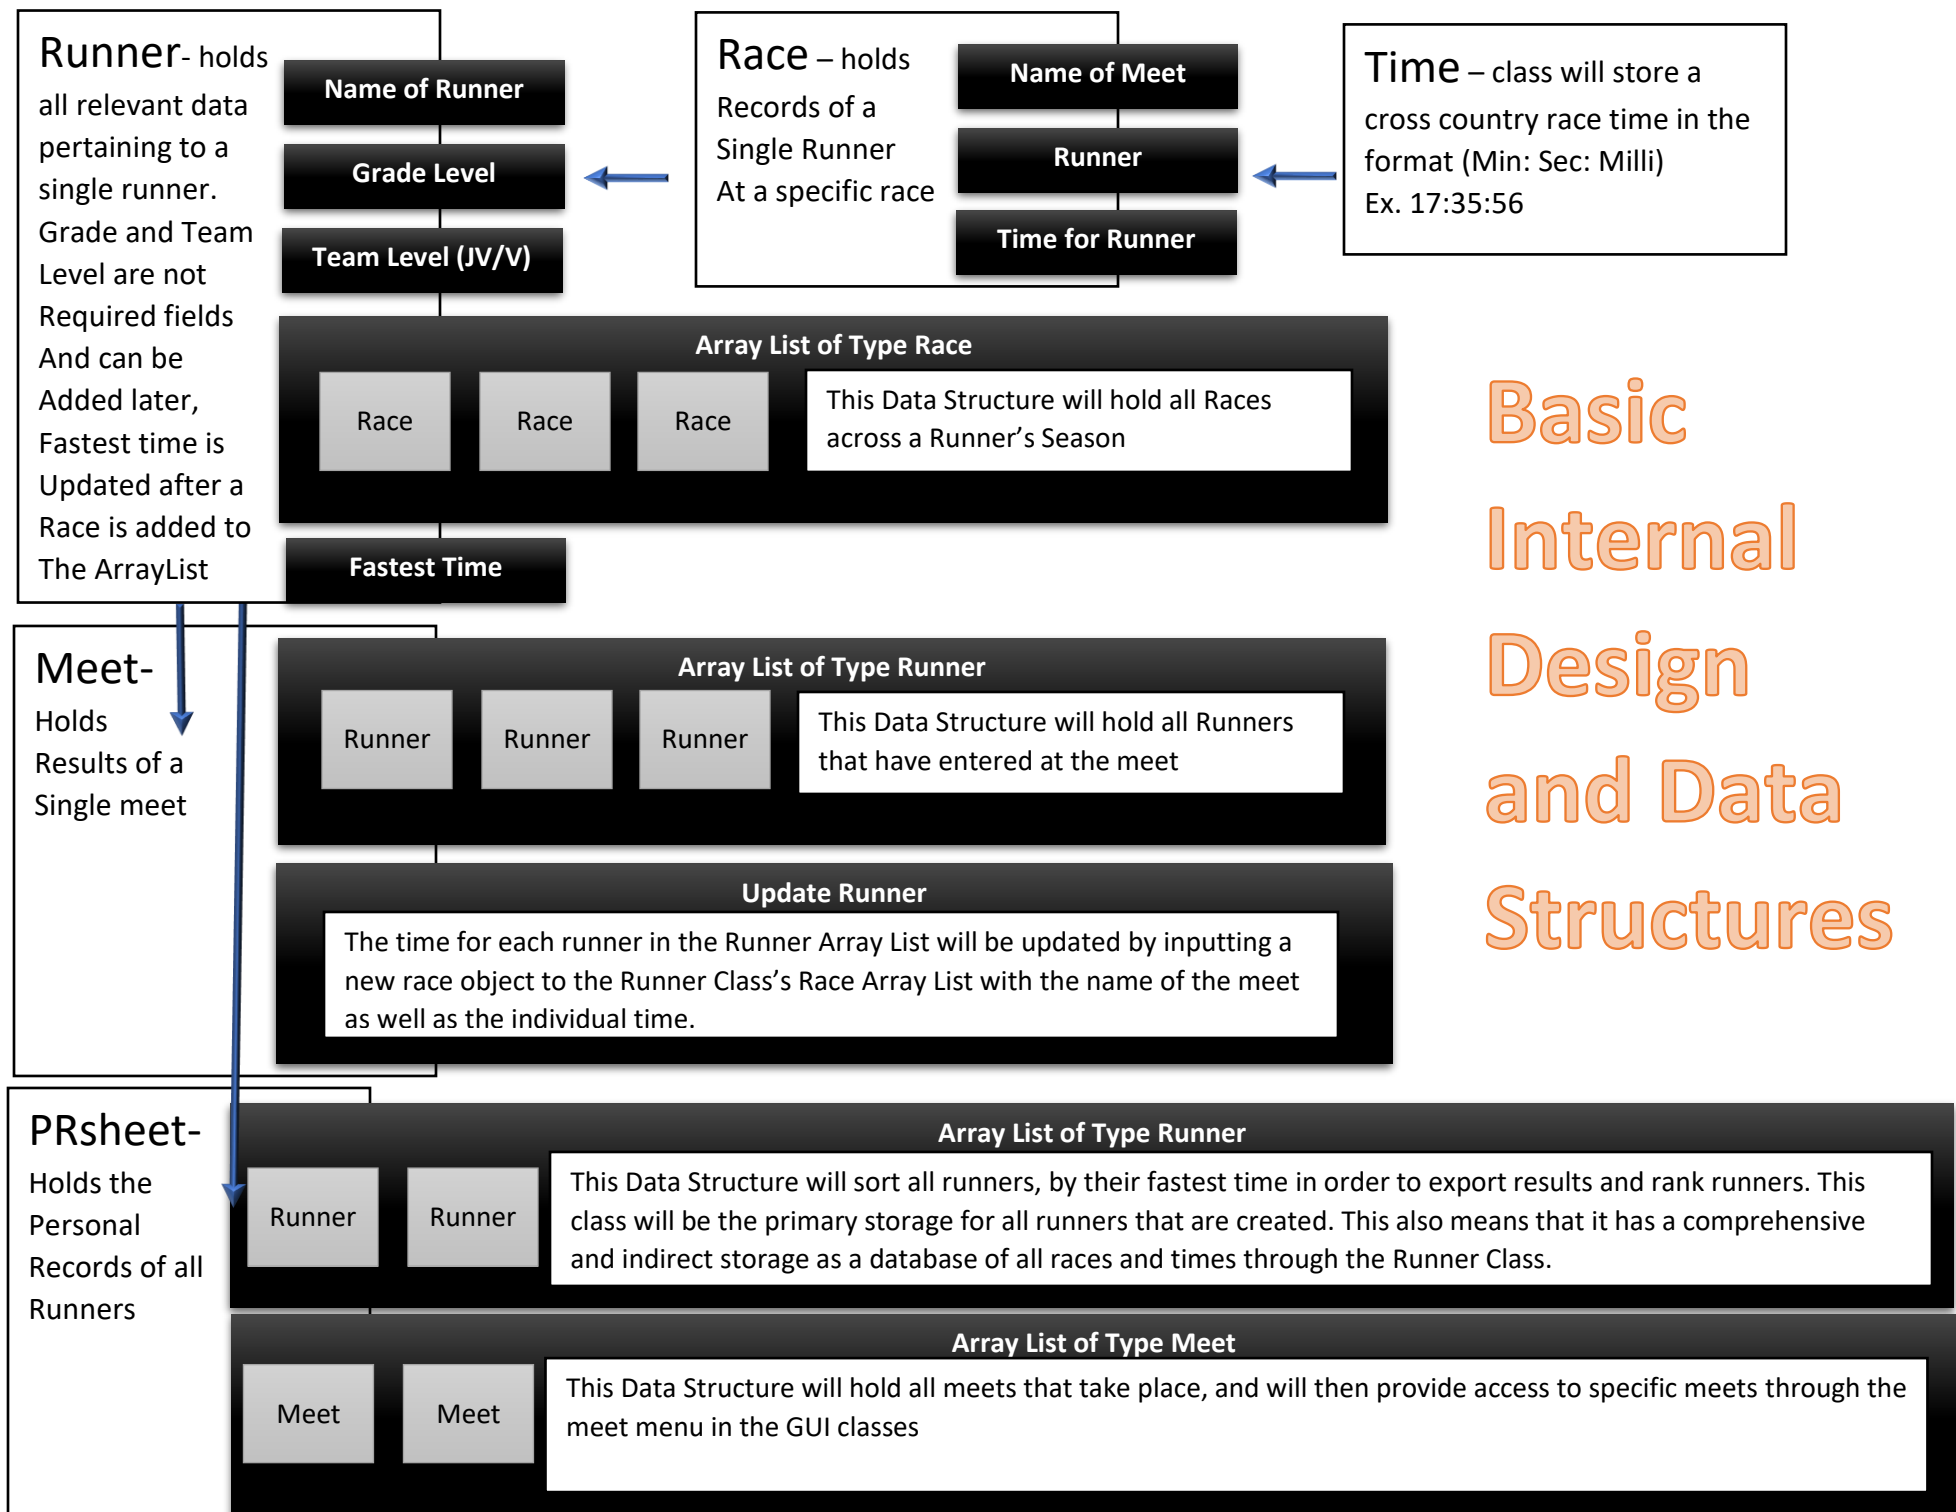 Runner- holds
all relevant data
pertaining to a
single runner.
Grade and Team
Level are not
Required fields
And can be
Added later,
Fastest time is
Updated after a
Race is added to
The ArrayList
Name of Runner
Grade Level
Team Level (JV/V)
Race – holds
Records of a
Single Runner
At a specific race
Name of Meet
Runner
Time for Runner
Time – class will store a
cross country race time in the
format (Min: Sec: Milli)
Ex. 17:35:56
Array List of Type Race
Race
Race
Race
This Data Structure will hold all Races
across a Runner’s Season
Fastest Time
Basic
Internal
Design
and Data
Structures
Meet-
Holds
Results of a
Single meet
Array List of Type Runner
Runner
Runner
Runner
This Data Structure will hold all Runners
that have entered at the meet
Update Runner
The time for each runner in the Runner Array List will be updated by inputting a
new race object to the Runner Class’s Race Array List with the name of the meet
as well as the individual time.
PRsheet-
Holds the
Personal
Records of all
Runners
Array List of Type Runner
Runner
Runner
This Data Structure will sort all runners, by their fastest time in order to export results and rank runners. This
class will be the primary storage for all runners that are created. This also means that it has a comprehensive
and indirect storage as a database of all races and times through the Runner Class.
Array List of Type Meet
Meet
Meet
This Data Structure will hold all meets that take place, and will then provide access to specific meets through the
meet menu in the GUI classes